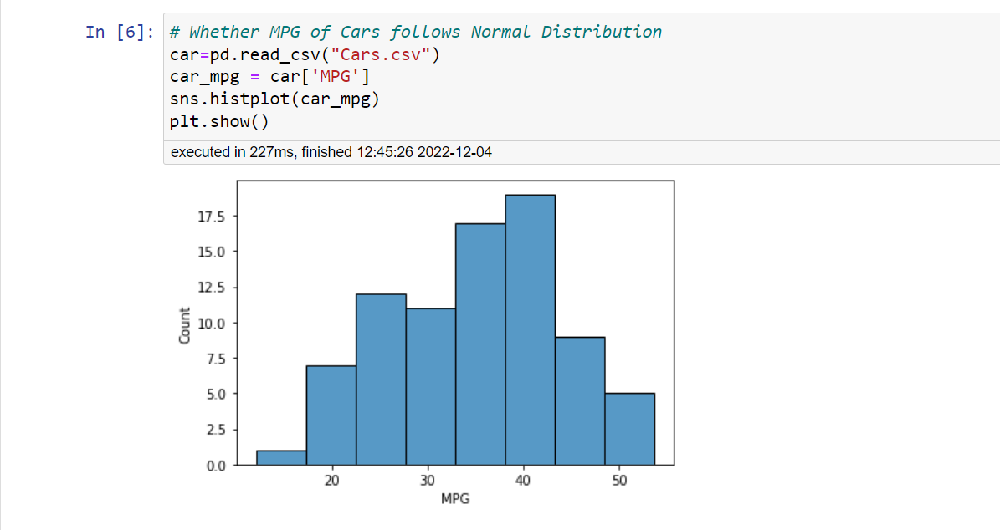 In [6]: # Whether MPG of Cars follows Normal Distribution
car=pd.read_csv("Cars.csv")
car_mpg = car['MPG']
sns.histplot(car_mpg)
plt.show()
executed in 227ms, finished 12:45:26 2022-12-04
17.5
15.0
12.5
10.0
7.5
5.0
2.5
0.0
Count
20 30 40 50
MPG